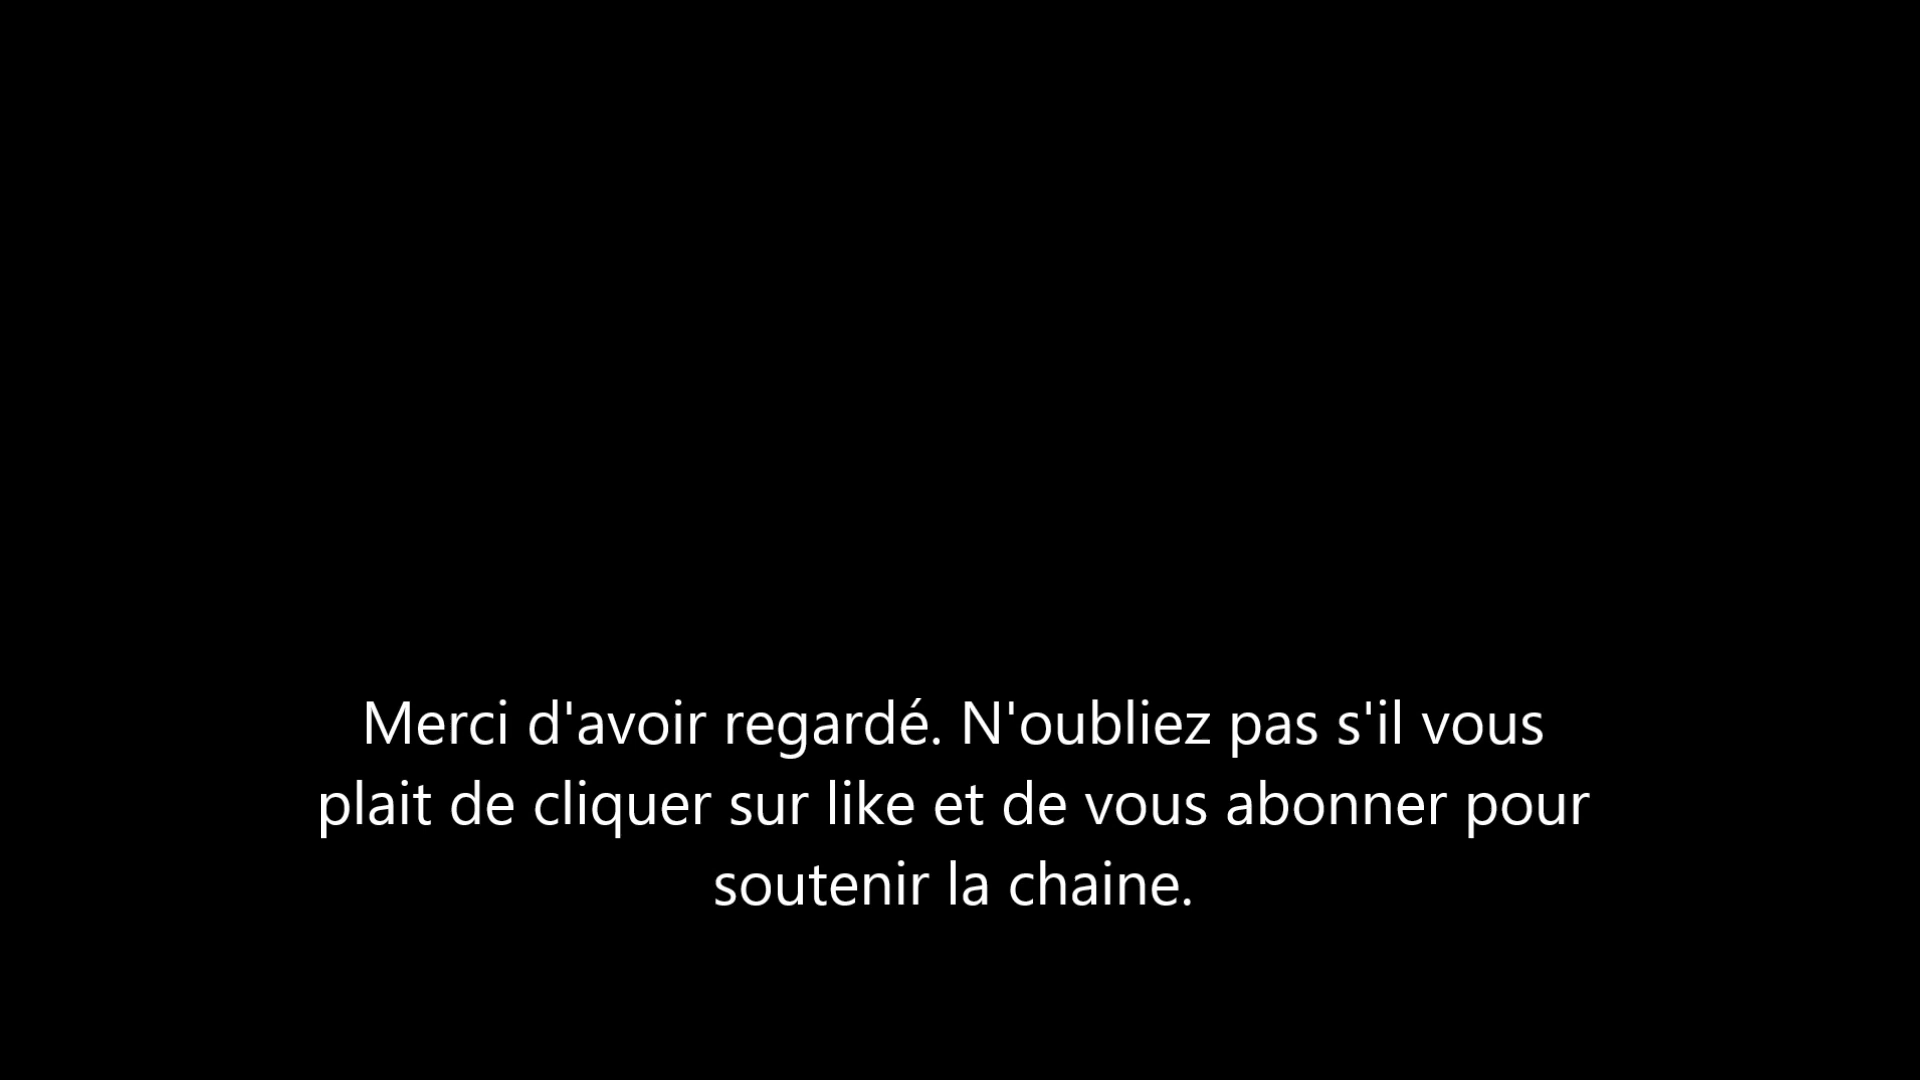 Merci d'avoir regardé. N'oubliez pas s'il vous
plait de cliquer sur like et de vous abonner pour
soutenir la chaine.